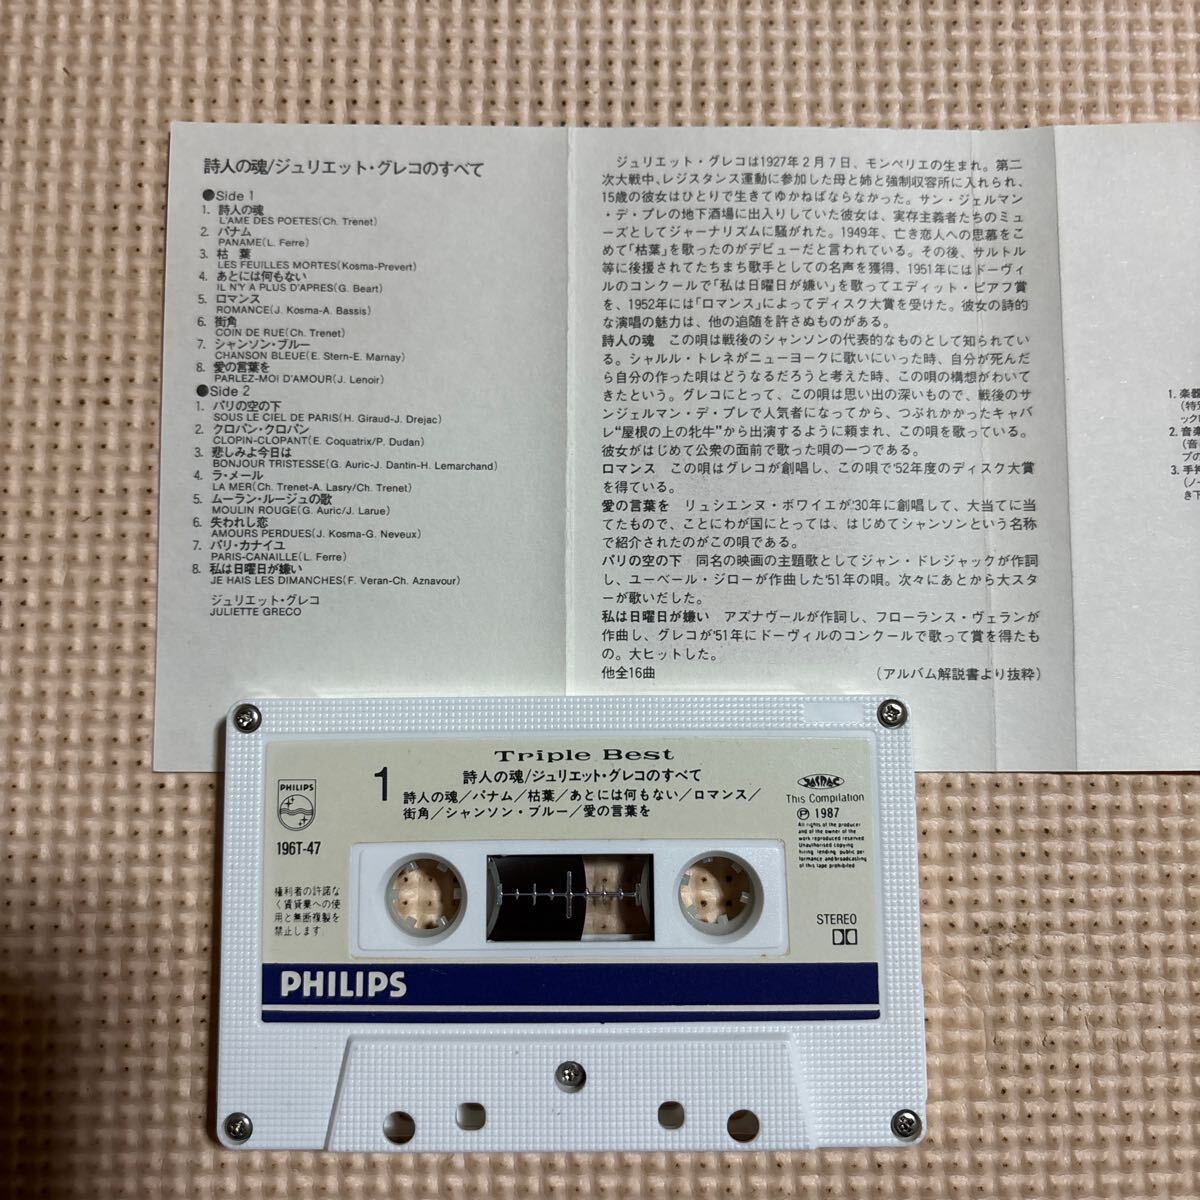 詩人の魂/ジュリエット・グレコのすべて
●Side 1
1. 詩人の魂
L'AME DES POETES(Ch. Trenet)
2. パナム
PANAME(L. Ferre)
3. 枯　葉
LES FEUILLES MORTES(Kosma-Prevert)
4. あとには何もない
IL N'Y A PLUS D'APRES(G. Beart)
5. ロマンス
ROMANCE(J. Kosma-A. Bassis)
6. 街角
COIN DE RUE(Ch. Trenet)
7. シャンソン・ブルー
CHANSON BLEUE(E. Stern-E. Marnay)
8. 愛の言葉を
PARLEZ-MOI D'AMOUR(J. Lenoir)
●Side 2
1. パリの空の下
SOUS LE CIEL DE PARIS(H. Giraud-J. Drejac)
2. クロパン・クロパン
CLOPIN-CLOPANT(E. Coquatrix/P. Dudan)
3. 悲しみよ今日は
BONJOUR TRISTESSE(G. Auric-J. Dantin-H. Lemarchand)
4. ラ・メール
LA MER(Ch. Trenet-A. Lasry/Ch. Trenet)
5. ムーラン・ルージュの歌
MOULIN ROUGE(G. Auric/J. Larue)
6. 失われし恋
AMOURS PERDUES(J. Kosma-G. Neveux)
7. パリ・カナイユ
PARIS-CANAILLE(L. Ferre)
8. 私は日曜日が嫌い
JE HAIS LES DIMANCHES(F. Veran-Ch. Aznavour)
ジュリエット・グレコ
JULIETTE GRECO
ジュリエット・グレコは1927年2月7日、モンペリエの生まれ。第二
次大戦中、レジスタンス運動に参加した母と姉と強制収容所に入れられ、
15歳の彼女はひとりで生きてゆかねばならなかった。サン・ジェルマン
・デ・プレの地下酒場に出入りしていた彼女は、実存主義者たちのミュ
ーズとしてジャーナリズムに騒がれた。1949年、亡き恋人への思慕をこ
めて「枯葉」を歌ったのがデビューだと言われている。その後、サルトル
等に後援されてたちまち歌手としての名声を獲得、1951年にはドーヴィ
ルのコンクールで「私は日曜日が嫌い」を歌ってエディット・ピアフ賞
を、1952年には「ロマンス」によってディスク大賞を受けた。彼女の詩的
な演唱の魅力は、他の追随を許さぬものがある。
詩人の魂　この唄は戦後のシャンソンの代表的なものとして知られてい
る。シャルル・トレネがニューヨークに歌いにいった時、自分が死んだ
ら自分の作った唄はどうなるだろうと考えた時、この唄の構想がわいて
きたという。グレコにとって、この唄は思い出の深いもので、戦後のサ
ンジェルマン・デ・プレで人気者になってから、つぶれかかったキャバ
レ“屋根の上の牝牛”から出演するように頼まれ、この唄を歌っている。
彼女がはじめて公衆の面前で歌った唄の一つである。
ロマンス　この唄はグレコが創唱し、この唄で'52年度のディスク大賞
を得ている。
愛の言葉を　リュシエンヌ・ボワイエが'30年に創唱して、大当てに当
てたもので、ことにわが国にとっては、はじめてシャンソンという名称
で紹介されたのがこの唄である。
パリの空の下　同名の映画の主題歌としてジャン・ドレジャックが作詞
し、ユーベール・ジローが作曲した'51年の唄。次々にあとから大スタ
ーが歌いだした。
私は日曜日が嫌い　アズナヴールが作詞し、フローランス・ヴェランが
作曲し、グレコが'51年にドーヴィルのコンクールで歌って賞を得たも
の。大ヒットした。
他全16曲　（アルバム解説書より抜粋）
1. 楽器
(特別
ック
2. 音楽
(音
プの
3. 手持
(ノー
き下
Triple Best
1
詩人の魂/ジュリエット・グレコのすべて
詩人の魂／パナム／枯葉／あとには何もない／ロマンス／
街角／シャンソン・ブルー／愛の言葉を
PHILIPS
196T-47
権利者の許諾な
く賃貸業への使
用と無断複製を
禁止します。
This Compilation
Ⓟ 1987
All rights of the producer
and of the owner of the
work reproduced reserved
Unauthorised copying
hiring lending public per
formance and broadcasting
of this tape prohibited
STEREO
PHILIPS